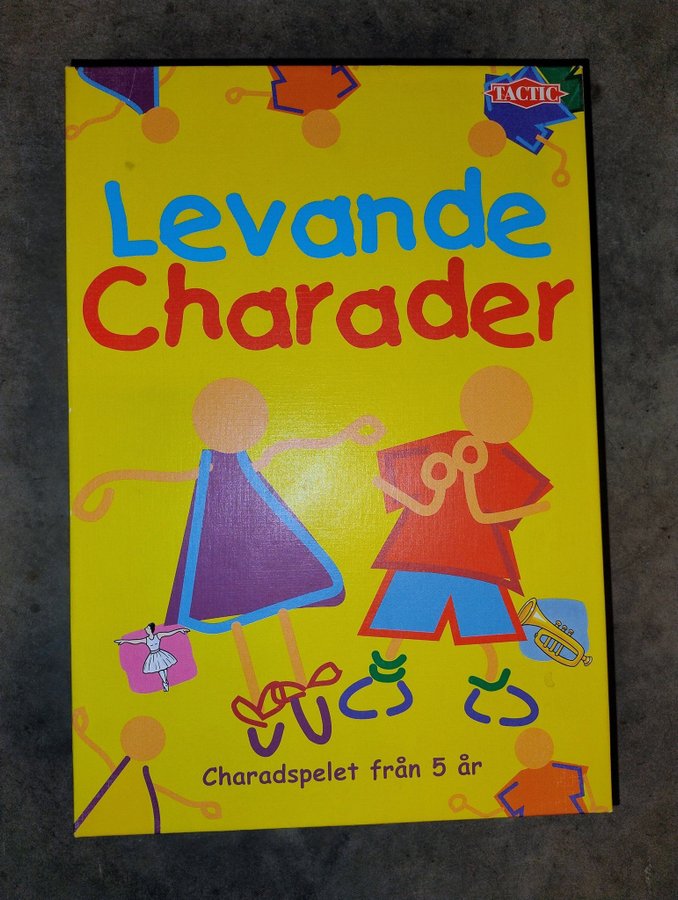 TACTIC
Levande
Charader
Charadspelet från 5 år